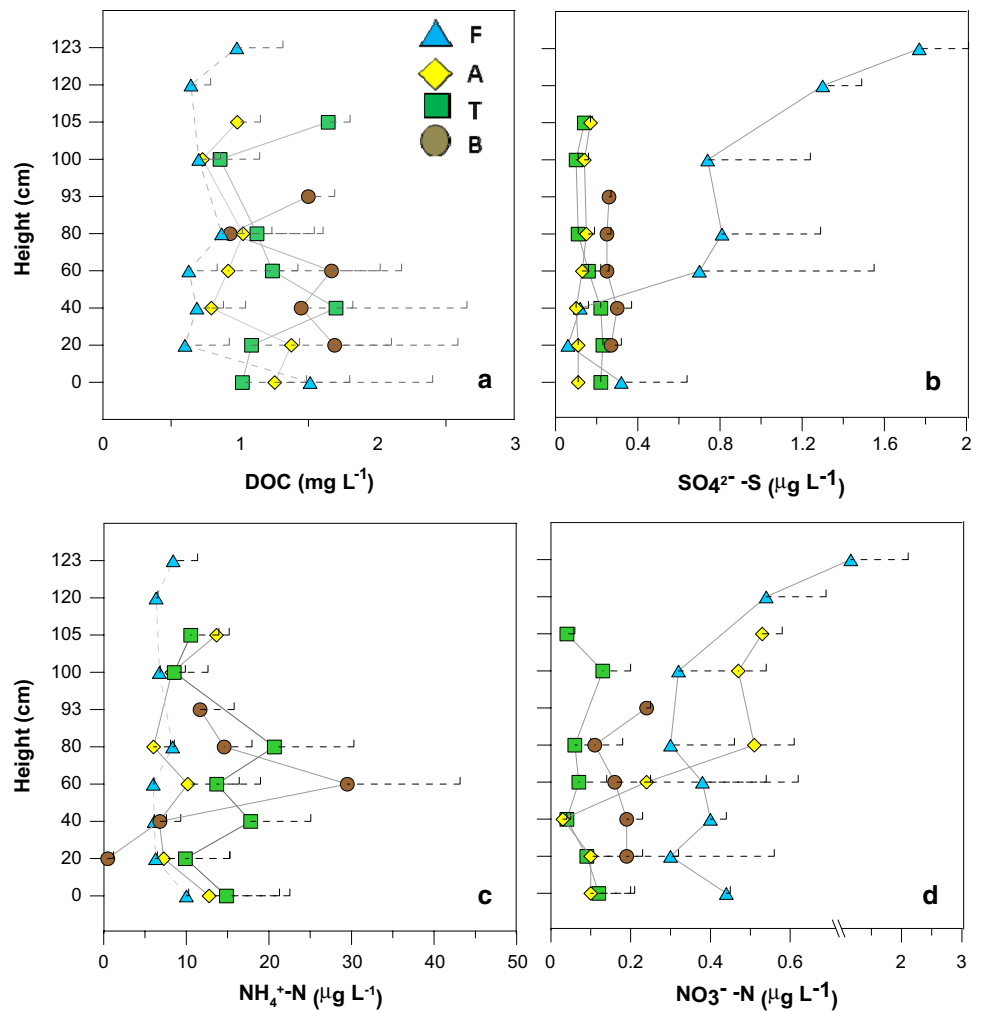 F
A
T
B
123
120
105
100
93
80
60
40
20
0
Height (cm)
a
0 1 2 3
DOC (mg L-1)
b
0 0.4 0.8 1.2 1.6 2
SO42- -S (μg L-1)
123
120
105
100
93
80
60
40
20
0
Height (cm)
c
0 10 20 30 40 50
NH4+-N (μg L-1)
d
0 0.2 0.4 0.6 2 3
NO3- -N (μg L-1)